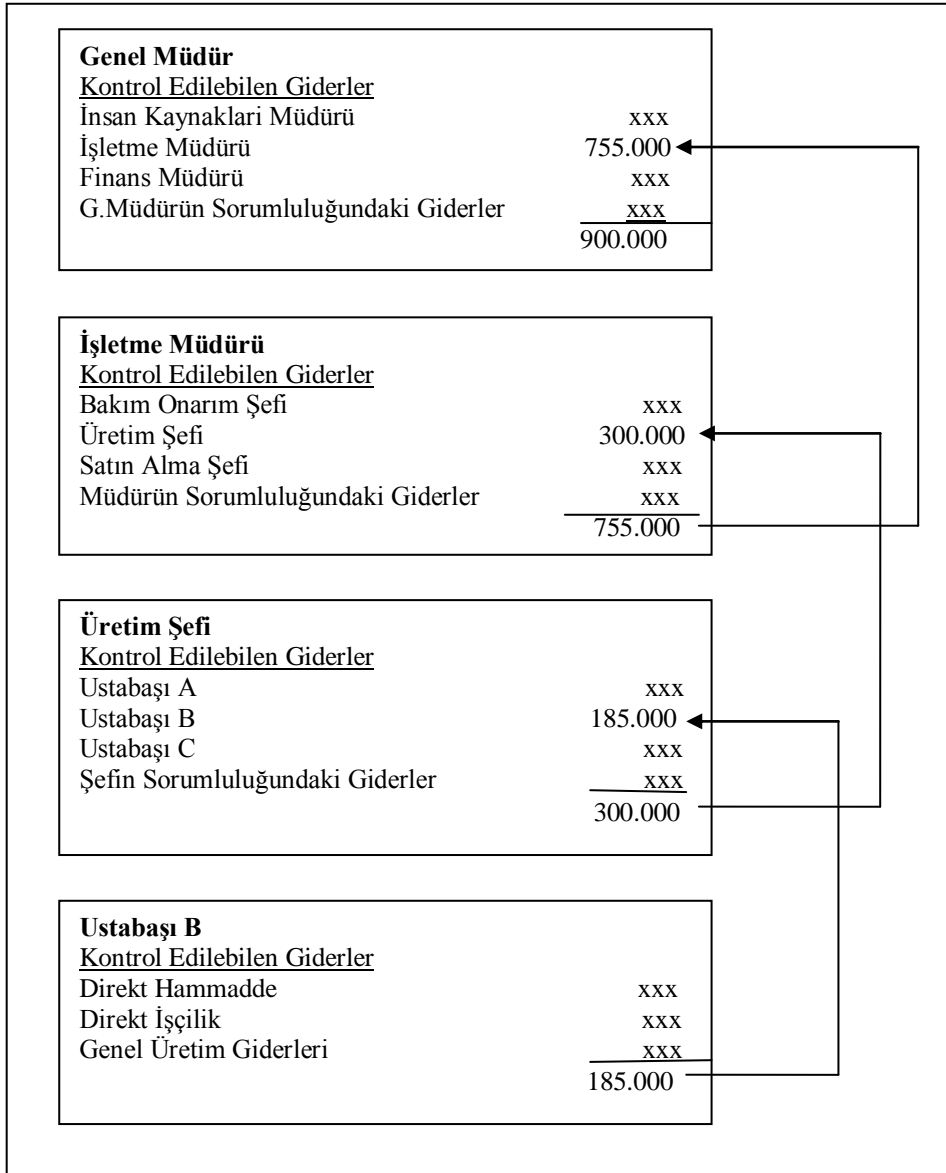 Genel Müdür
Kontrol Edilebilen Giderler
İnsan Kaynaklari Müdürü xxx
İşletme Müdürü 755.000
Finans Müdürü xxx
G.Müdürün Sorumluluğundaki Giderler xxx
900.000
İşletme Müdürü
Kontrol Edilebilen Giderler
Bakım Onarım Şefi xxx
Üretim Şefi 300.000
Satın Alma Şefi xxx
Müdürün Sorumluluğundaki Giderler xxx
755.000
Üretim Şefi
Kontrol Edilebilen Giderler
Ustabaşı A xxx
Ustabaşı B 185.000
Ustabaşı C xxx
Şefin Sorumluluğundaki Giderler xxx
300.000
Ustabaşı B
Kontrol Edilebilen Giderler
Direkt Hammadde xxx
Direkt İşçilik xxx
Genel Üretim Giderleri xxx
185.000